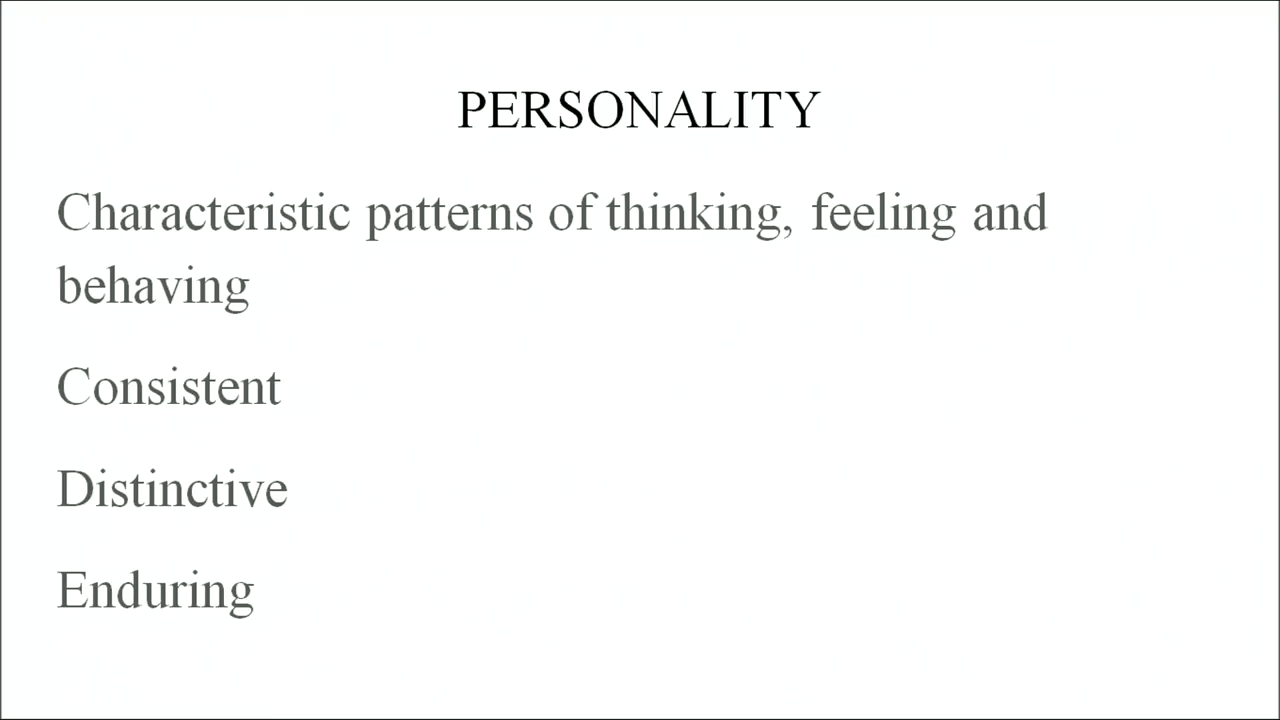 PERSONALITY
Characteristic patterns of thinking, feeling and
behaving
Consistent
Distinctive
Enduring